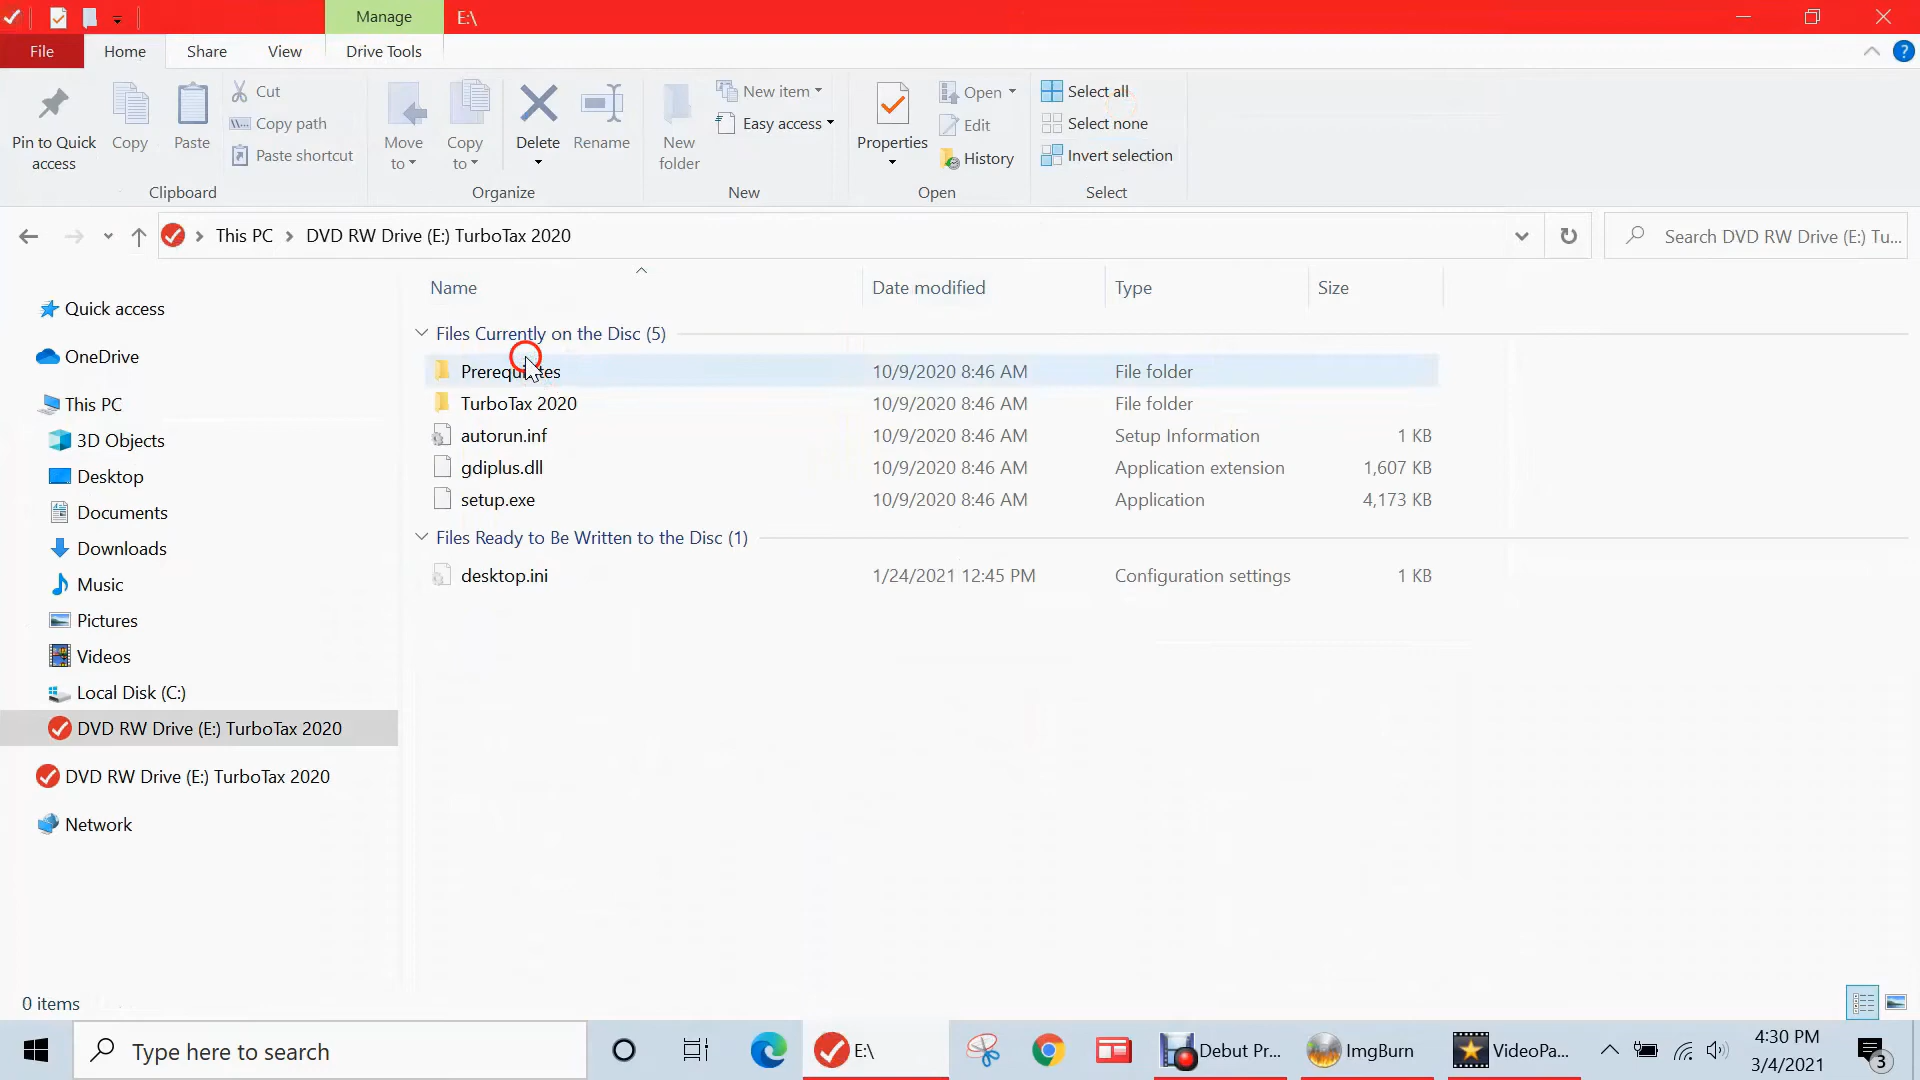 Manage E:\
File Home Share View Drive Tools
Pin to Quick access
Copy
Paste
Cut
Copy path
Paste shortcut
Clipboard
Move to
Copy to
Delete
Rename
Organize
New folder
New item
Easy access
New
Properties
Open
Edit
History
Open
Select all
Select none
Invert selection
Select
This PC DVD RW Drive (E:) TurboTax 2020
Search DVD RW Drive (E:) Tu...
Name Date modified Type Size
Quick access
OneDrive
This PC
3D Objects
Desktop
Documents
Downloads
Music
Pictures
Videos
Local Disk (C:)
DVD RW Drive (E:) TurboTax 2020
DVD RW Drive (E:) TurboTax 2020
Network
Files Currently on the Disc (5)
10/9/2020 8:46 AM File folder
TurboTax 2020 10/9/2020 8:46 AM File folder
autorun.inf 10/9/2020 8:46 AM Setup Information 1 KB
gdiplus.dll 10/9/2020 8:46 AM Application extension 1,607 KB
setup.exe 10/9/2020 8:46 AM Application 4,173 KB
Files Ready to Be Written to the Disc (1)
desktop.ini 1/24/2021 12:45 PM Configuration settings 1 KB
0 items
Type here to search
E:\
Debut Pr...
ImgBurn
VideoPa...
4:30 PM
3/4/2021
3